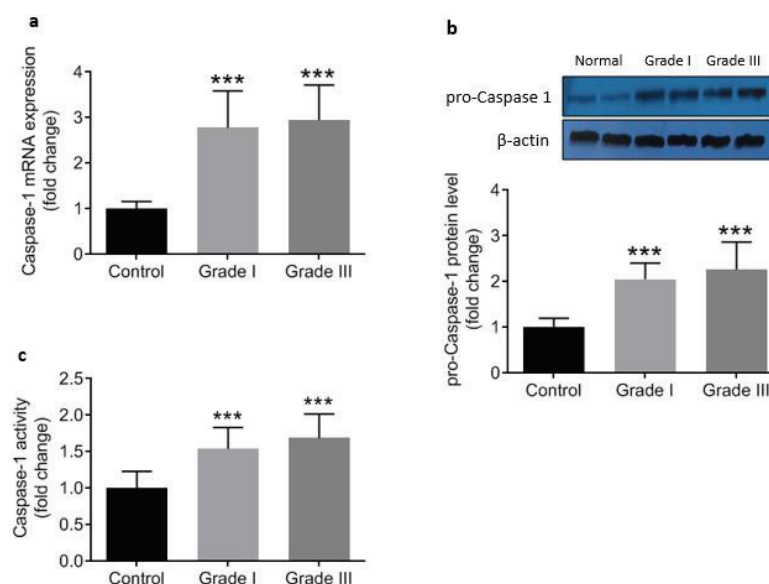 a
Caspase-1 mRNA expression
(fold change)
4
3
2
1
0
***
***
Control Grade I Grade III
b
Normal Grade I Grade III
pro-Caspase 1
β-actin
pro-Caspase-1 protein level
(fold change)
4
3
2
1
0
***
***
Control Grade I Grade III
c
Caspase-1 activity
(fold change)
2.5
2.0
1.5
1.0
0.5
0.0
***
***
Control Grade I Grade III